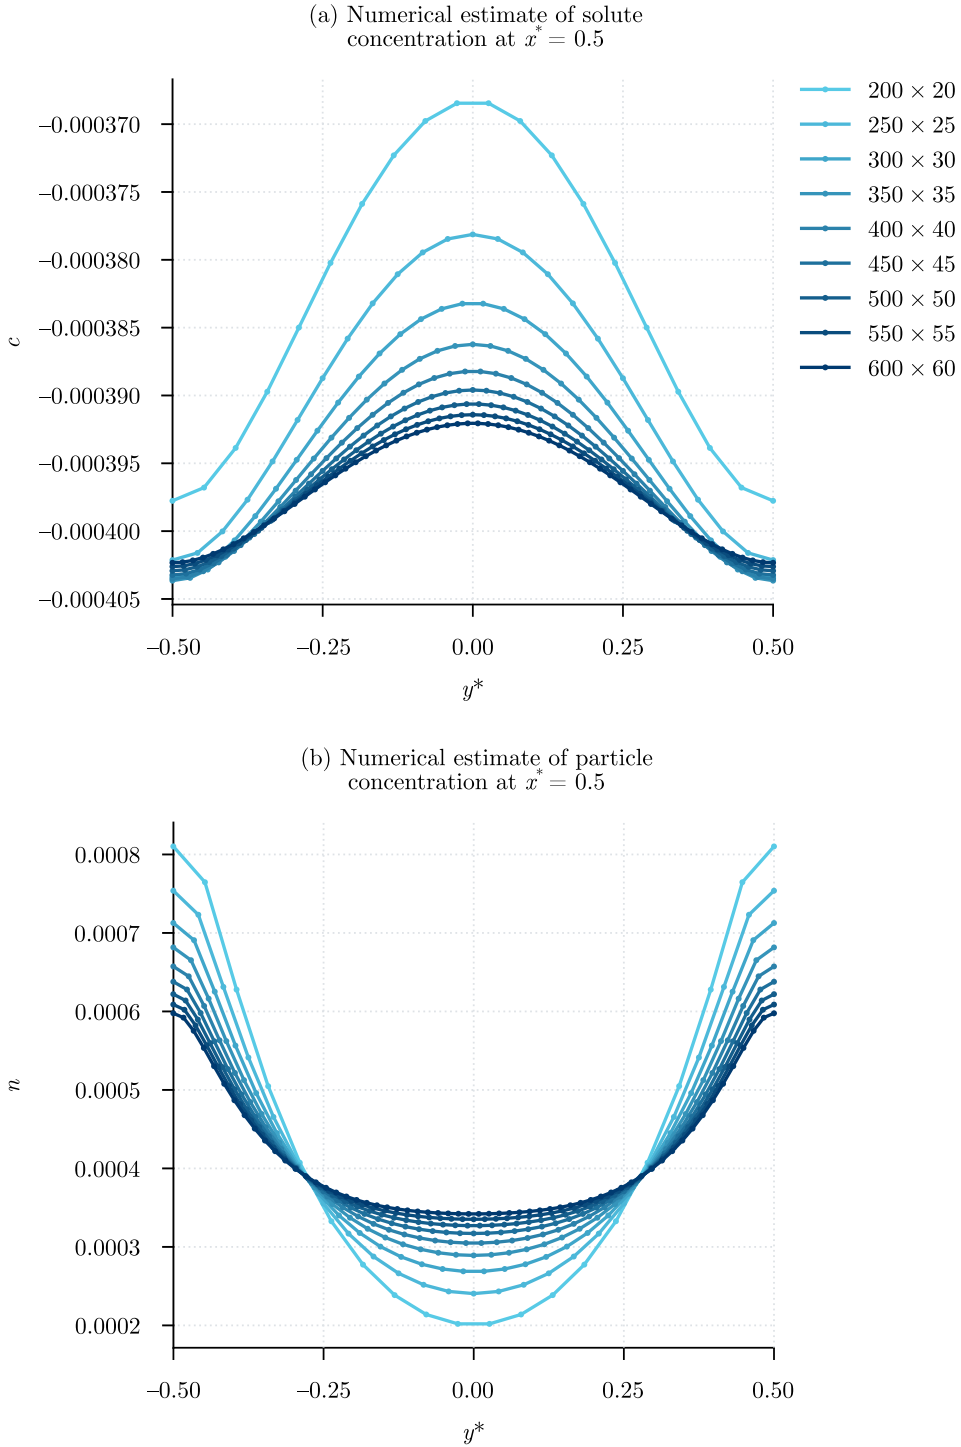 (a) Numerical estimate of solute
concentration at x* = 0.5
–0.000370
–0.000375
–0.000380
–0.000385
–0.000390
–0.000395
–0.000400
–0.000405
c
–0.50
–0.25
0.00
0.25
0.50
y*
200 × 20
250 × 25
300 × 30
350 × 35
400 × 40
450 × 45
500 × 50
550 × 55
600 × 60
(b) Numerical estimate of particle
concentration at x* = 0.5
0.0008
0.0007
0.0006
0.0005
0.0004
0.0003
0.0002
n
–0.50
–0.25
0.00
0.25
0.50
y*